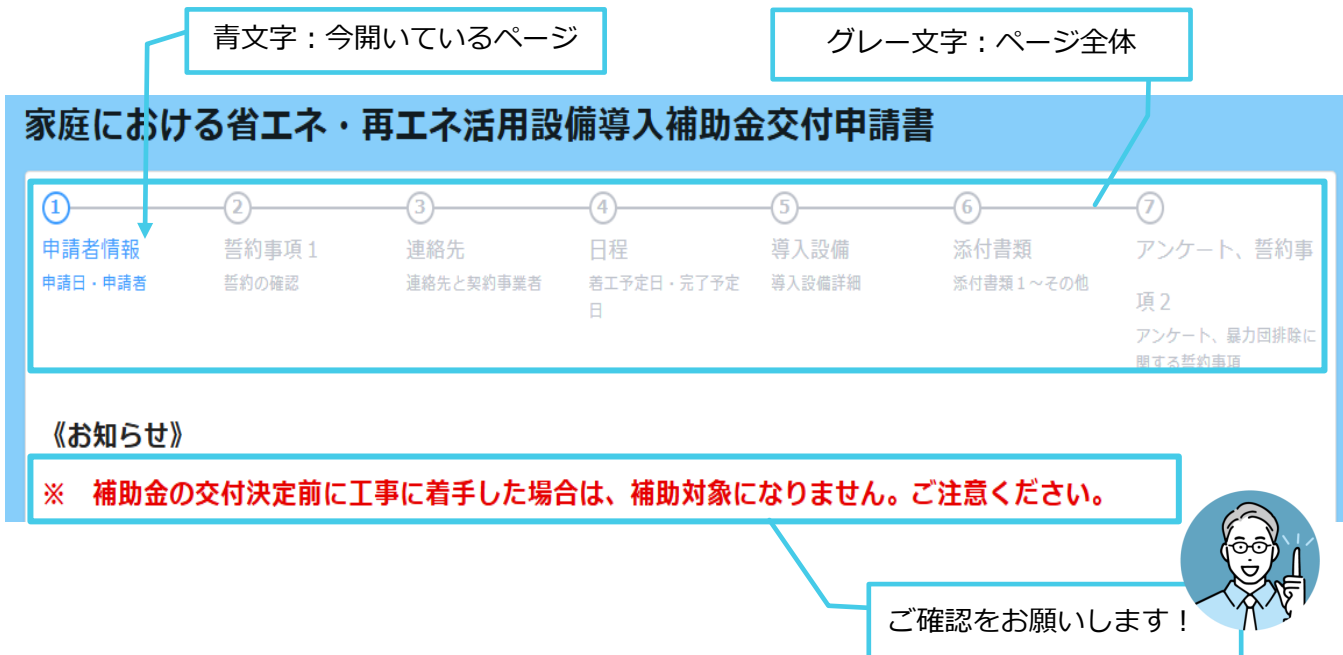 青文字：今開いているページ
グレー文字：ページ全体
家庭における省エネ・再エネ活用設備導入補助金交付申請書
1
申請者情報
申請日・申請者
2
誓約事項１
誓約の確認
3
連絡先
連絡先と契約事業者
4
日程
着工予定日・完了予定
日
5
導入設備
導入設備詳細
6
添付書類
添付書類１～その他
7
アンケート、誓約事
項２
アンケート、暴力団排除に
関する誓約事項
《お知らせ》
※　補助金の交付決定前に工事に着手した場合は、補助対象になりません。ご注意ください。
ご確認をお願いします！